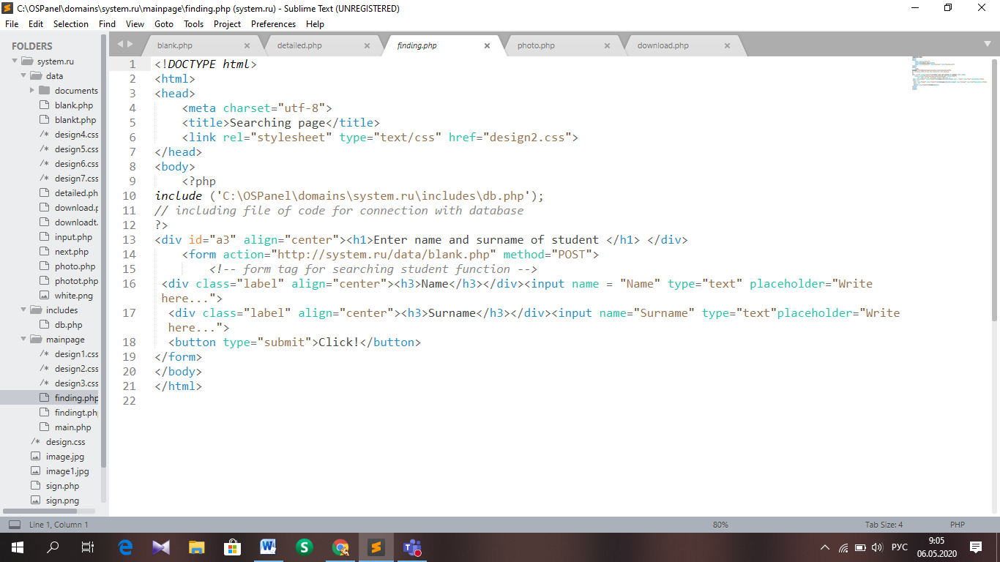 C:\OSPanel\domains\system.ru\mainpage\finding.php (system.ru) - Sublime Text (UNREGISTERED)
File Edit Selection Find View Goto Tools Project Preferences Help
FOLDERS
system.ru
data
documents
blank.php
blankt.php
design4.css
design5.css
design6.css
design7.css
detailed.ph
download.p
downloadt.
input.php
next.php
photo.php
photot.php
white.png
includes
db.php
mainpage
design1.css
design2.css
design3.css
finding.php
findingt.ph
main.php
design.css
image.jpg
image1.jpg
sign.php
sign.png
blank.php detailed.php finding.php photo.php download.php
1 <!DOCTYPE html>
2 <html>
3 <head>
4 <meta charset="utf-8">
5 <title>Searching page</title>
6 <link rel="stylesheet" type="text/css" href="design2.css">
7 </head>
8 <body>
9 <?php
10 include ('C:\OSPanel\domains\system.ru\includes\db.php');
11 // including file of code for connection with database
12 ?>
13 <div id="a3" align="center"><h1>Enter name and surname of student </h1> </div>
14 <form action="http://system.ru/data/blank.php" method="POST">
15 <!-- form tag for searching student function -->
16 <div class="label" align="center"><h3>Name</h3></div><input name = "Name" type="text" placeholder="Write
here...">
17 <div class="label" align="center"><h3>Surname</h3></div><input name="Surname" type="text"placeholder="Write
here...">
18 <button type="submit">Click!</button>
19 </form>
20 </body>
21 </html>
22
Line 1, Column 1 80% Tab Size: 4 PHP
РУС
9:05
06.05.2020